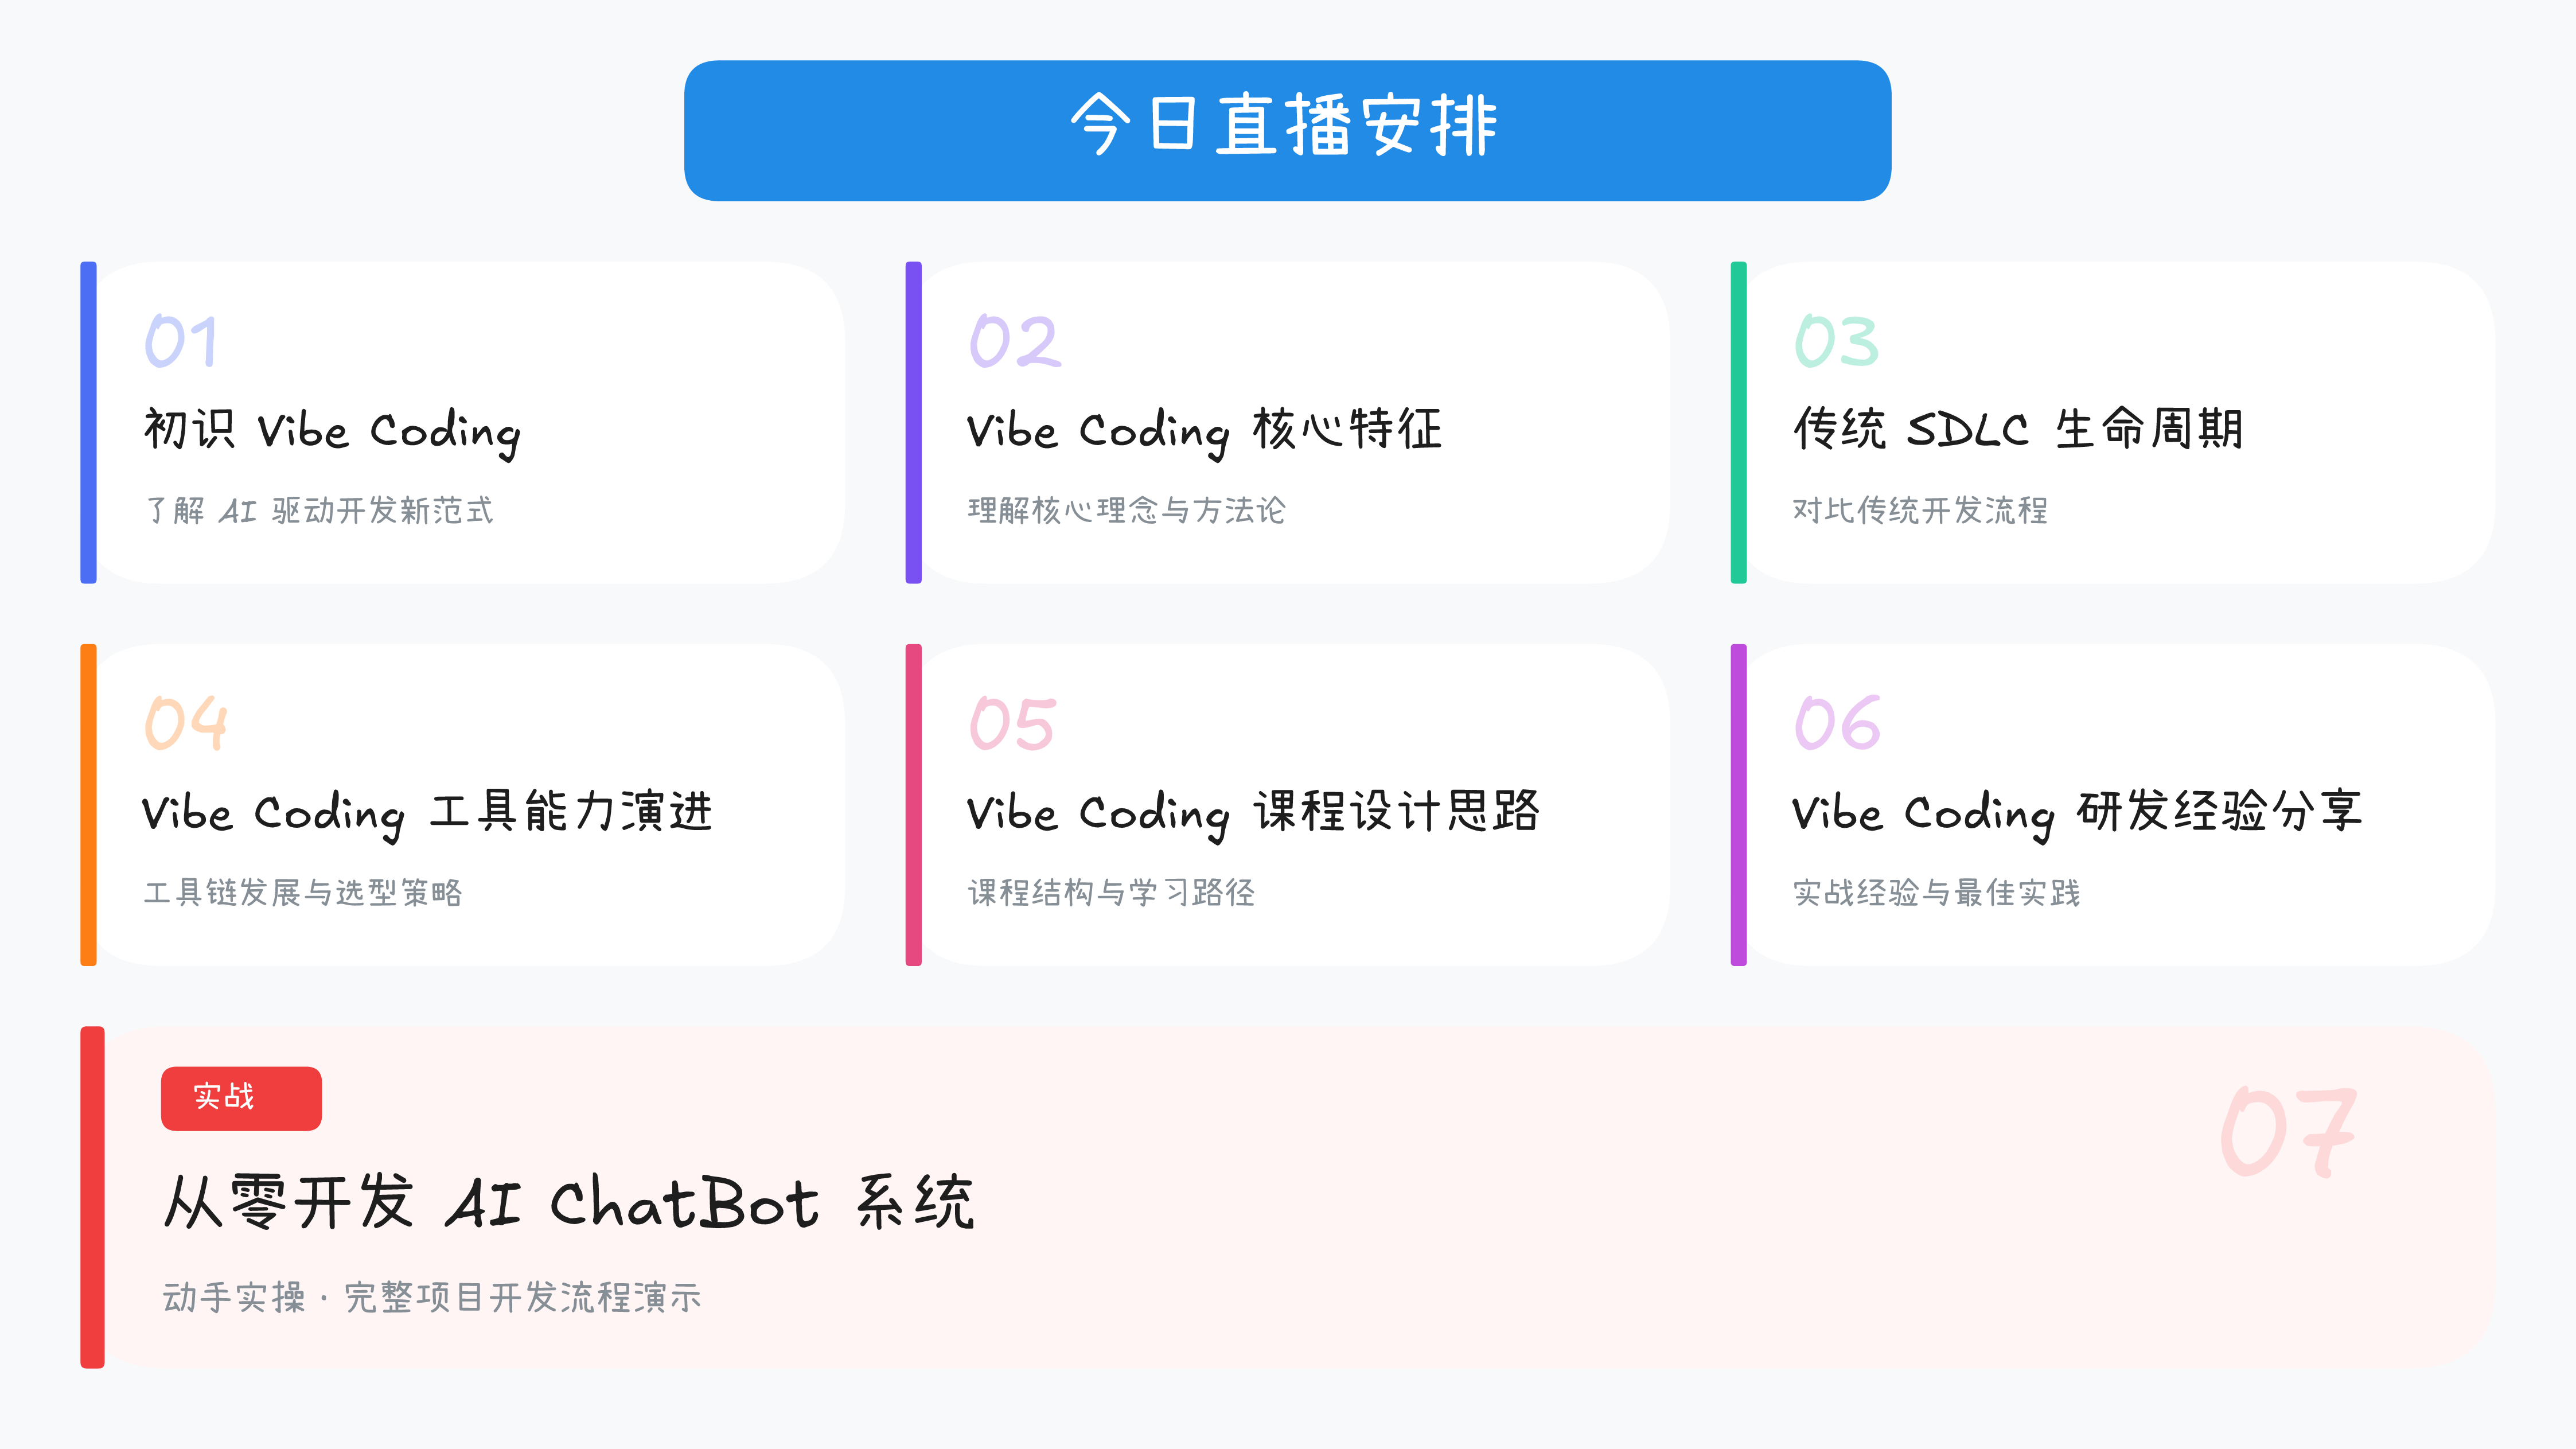 今日直播安排
01
初识 Vibe Coding
了解 AI 驱动开发新范式
02
Vibe Coding 核心特征
理解核心理念与方法论
03
传统 SDLC 生命周期
对比传统开发流程
04
Vibe Coding 工具能力演进
工具链发展与选型策略
05
Vibe Coding 课程设计思路
课程结构与学习路径
06
Vibe Coding 研发经验分享
实战经验与最佳实践
实战
07
从零开发 AI ChatBot 系统
动手实操 · 完整项目开发流程演示